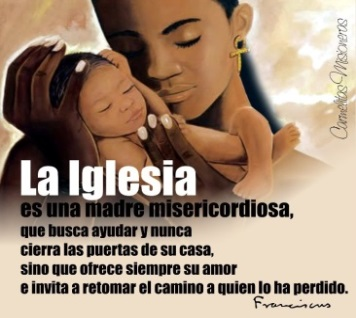 La Iglesia
es una madre misericordiosa,
que busca ayudar y nunca
cierra las puertas de su casa,
sino que ofrece siempre su amor
e invita a retomar el camino a quien lo ha perdido.
Franciscus
Carmelitas Misioneras